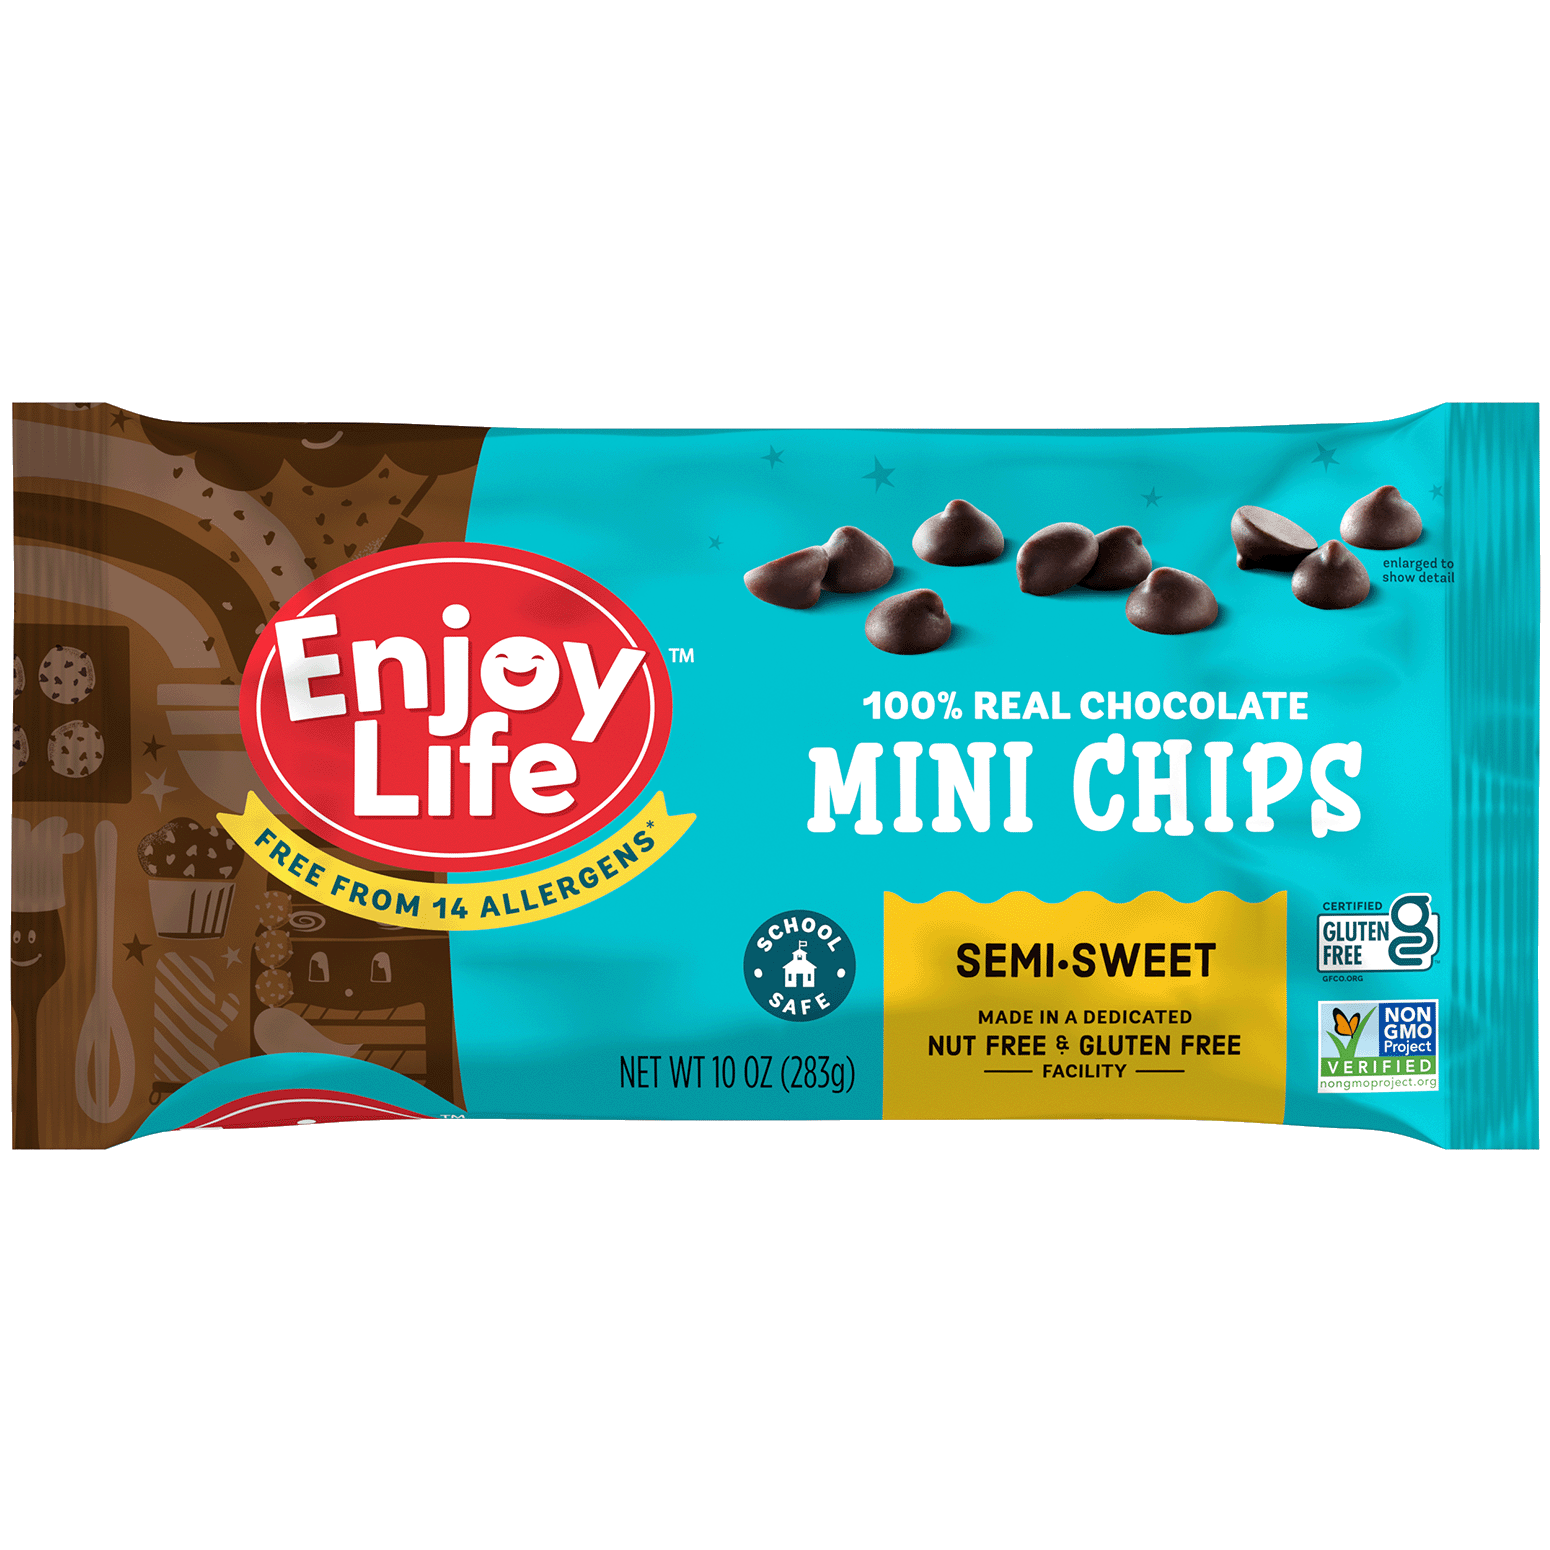 Enjoy
Life
™
FREE FROM 14 ALLERGENS*
enlarged to
show detail
100% REAL CHOCOLATE
MINI CHIPS
SCHOOL
SAFE
SEMI•SWEET
MADE IN A DEDICATED
NUT FREE & GLUTEN FREE
FACILITY
NET WT 10 OZ (283g)
CERTIFIED
GLUTEN
FREE
g
™
GFCO.ORG
NON
GMO
Project
VERIFIED
nongmoproject.org